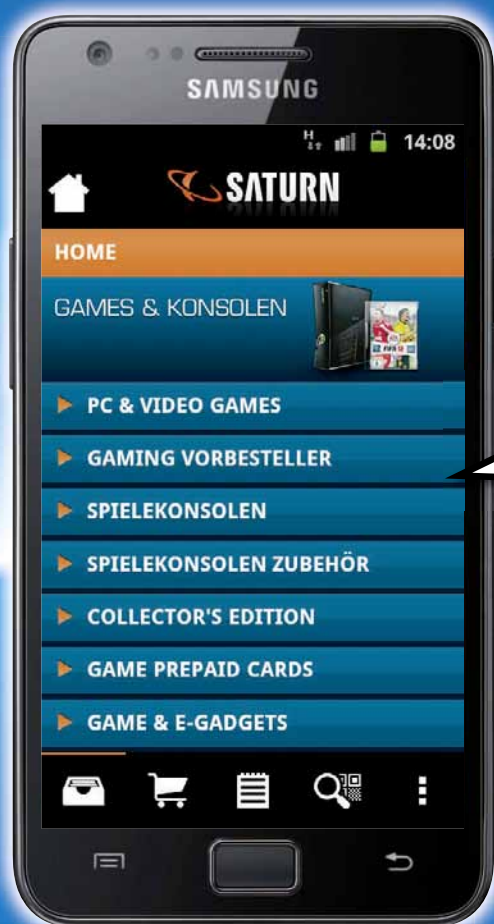 SAMSUNG
H 14:08
SATURN
HOME
GAMES & KONSOLEN
PC & VIDEO GAMES
GAMING VORBESTELLER
SPIELEKONSOLEN
SPIELEKONSOLEN ZUBEHÖR
COLLECTOR'S EDITION
GAME PREPAID CARDS
GAME & E-GADGETS